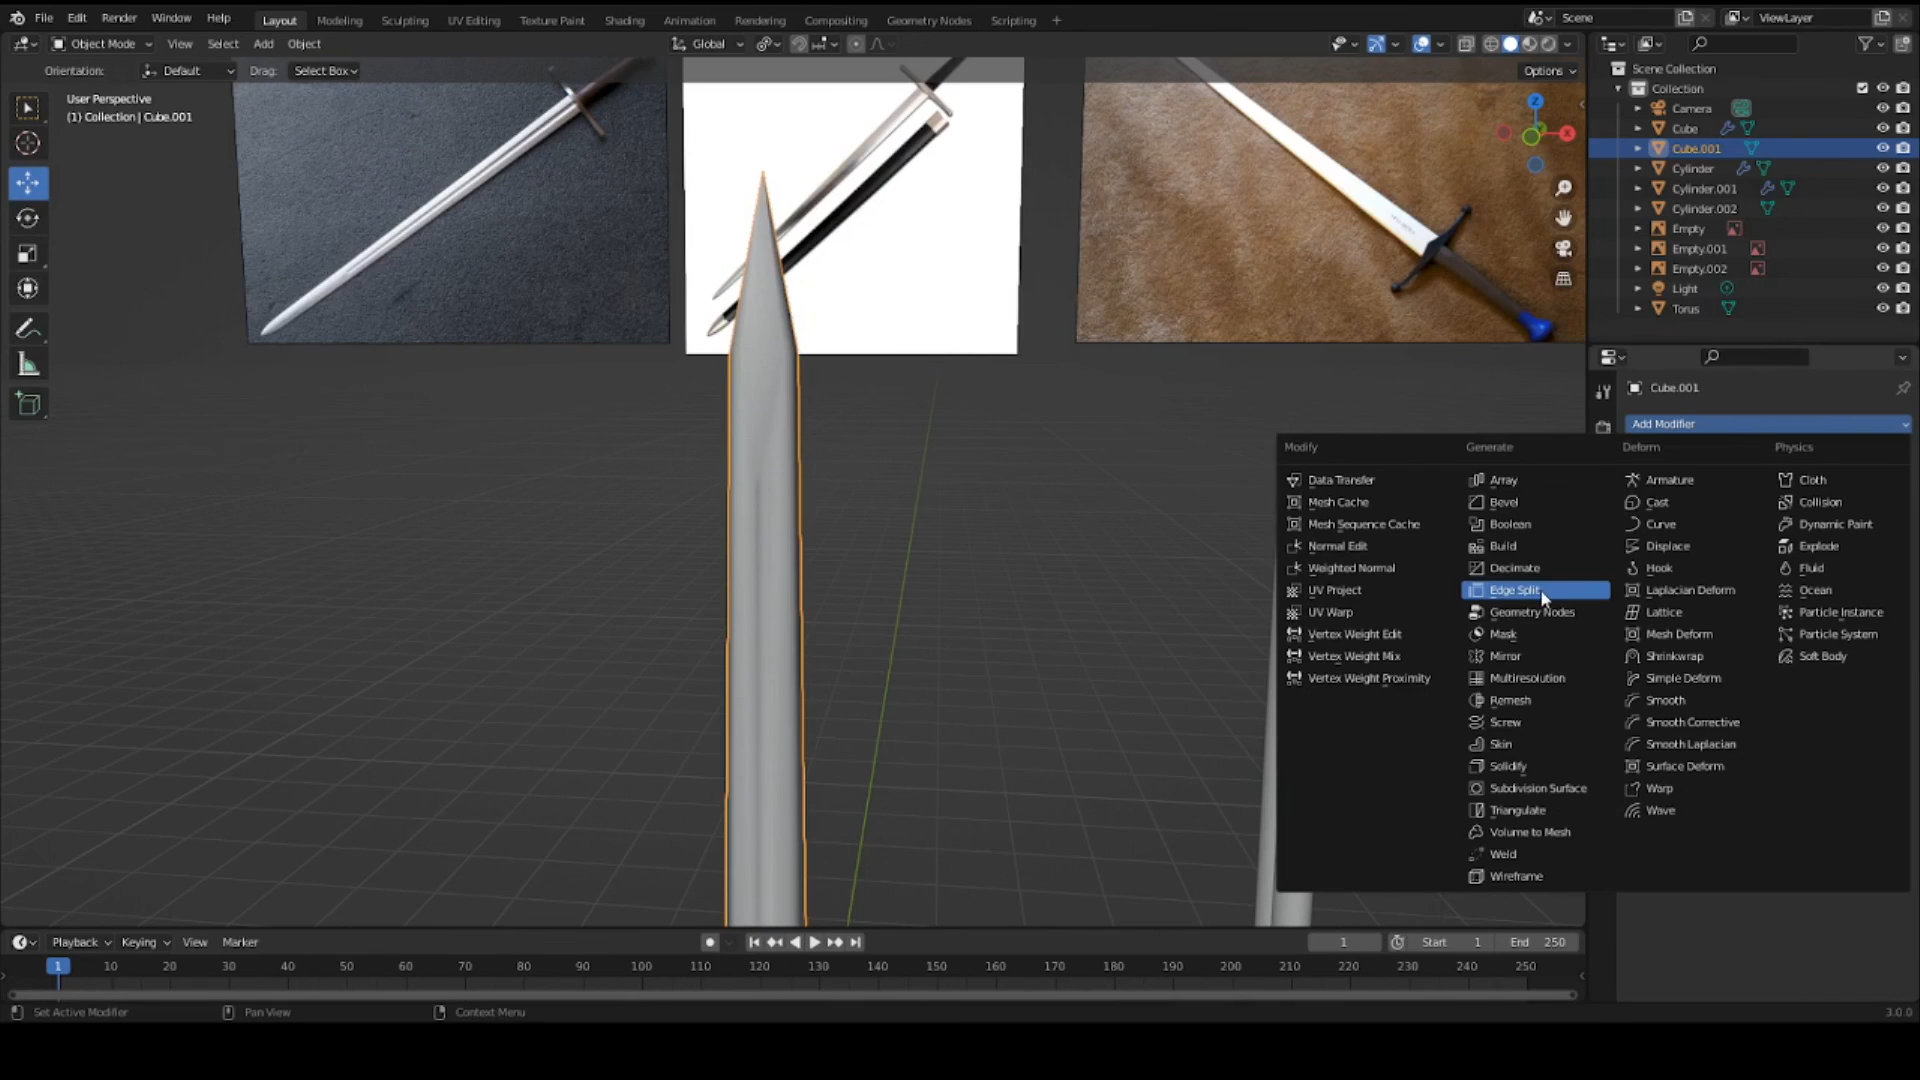 File Edit Render Window Help Layout Modeling Sculpting UV Editing Texture Paint Shading Animation Rendering Compositing Geometry Nodes Scripting + Scene ViewLayer
Object Mode View Select Add Object Global
Orientation: Default Drag: Select Box Options
User Perspective
(1) Collection | Cube.001
Z
X
Scene Collection
Collection
Camera
Cube
Cube.001
Cylinder
Cylinder.001
Cylinder.002
Empty
Empty.001
Empty.002
Light
Torus
Cube.001
Add Modifier
Modify
Data Transfer
Mesh Cache
Mesh Sequence Cache
Normal Edit
Weighted Normal
UV Project
UV Warp
Vertex Weight Edit
Vertex Weight Mix
Vertex Weight Proximity
Generate
Array
Bevel
Boolean
Build
Decimate
Edge Split
Geometry Nodes
Mask
Mirror
Multiresolution
Remesh
Screw
Skin
Solidify
Subdivision Surface
Triangulate
Volume to Mesh
Weld
Wireframe
Deform
Armature
Cast
Curve
Displace
Hook
Laplacian Deform
Lattice
Mesh Deform
Shrinkwrap
Simple Deform
Smooth
Smooth Corrective
Smooth Laplacian
Surface Deform
Warp
Wave
Physics
Cloth
Collision
Dynamic Paint
Explode
Fluid
Ocean
Particle Instance
Particle System
Soft Body
Playback Keying View Marker 1 Start 1 End 250
1 10 20 30 40 50 60 70 80 90 100 110 120 130 140 150 160 170 180 190 200 210 220 230 240 250
Set Active Modifier Pan View Context Menu 3.0.0